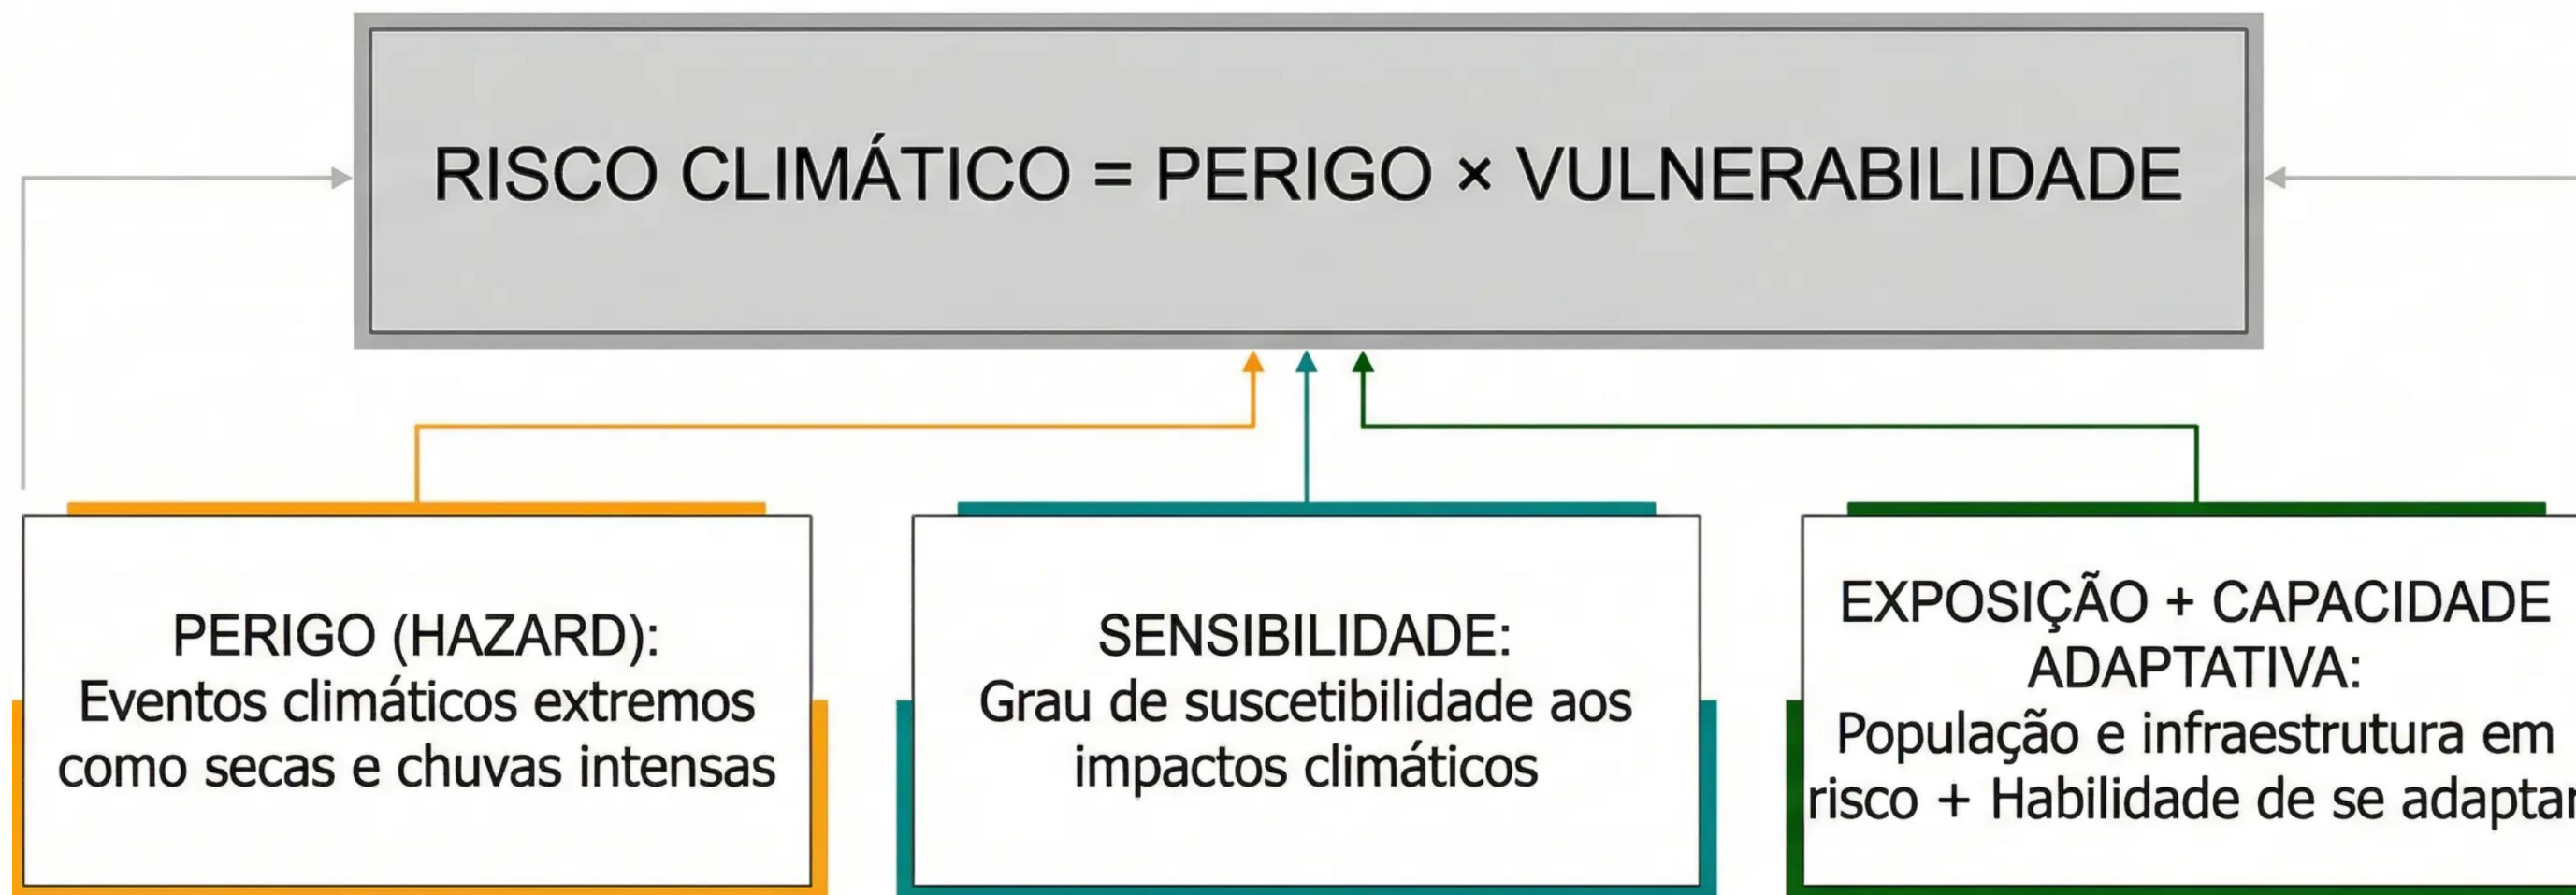 RISCO CLIMÁTICO = PERIGO × VULNERABILIDADE
PERIGO (HAZARD):
Eventos climáticos extremos
como secas e chuvas intensas
SENSIBILIDADE:
Grau de suscetibilidade aos
impactos climáticos
EXPOSIÇÃO + CAPACIDADE
ADAPTATIVA:
População e infraestrutura em
risco + Habilidade de se adaptar